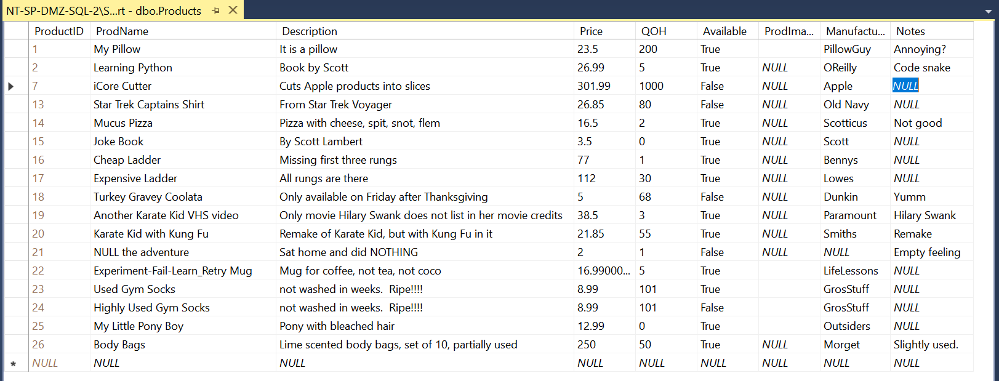 NT-SP-DMZ-SQL-2\S...rt - dbo.Products
ProductID ProdName Description Price QOH Available ProdIma... Manufactu... Notes
1 My Pillow It is a pillow 23.5 200 True PillowGuy Annoying?
2 Learning Python Book by Scott 26.99 5 True NULL OReilly Code snake
7 iCore Cutter Cuts Apple products into slices 301.99 1000 False NULL Apple NULL
13 Star Trek Captains Shirt From Star Trek Voyager 26.85 80 False NULL Old Navy NULL
14 Mucus Pizza Pizza with cheese, spit, snot, flem 16.5 2 True NULL Scotticus Not good
15 Joke Book By Scott Lambert 3.5 0 True NULL Scott NULL
16 Cheap Ladder Missing first three rungs 77 1 True NULL Bennys NULL
17 Expensive Ladder All rungs are there 112 30 True NULL Lowes NULL
18 Turkey Gravey Coolata Only available on Friday after Thanksgiving 5 68 False NULL Dunkin Yumm
19 Another Karate Kid VHS video Only movie Hilary Swank does not list in her movie credits 38.5 3 True NULL Paramount Hilary Swank
20 Karate Kid with Kung Fu Remake of Karate Kid, but with Kung Fu in it 21.85 55 True NULL Smiths Remake
21 NULL the adventure Sat home and did NOTHING 2 1 False NULL NULL Empty feeling
22 Experiment-Fail-Learn_Retry Mug Mug for coffee, not tea, not coco 16.99000... 5 True LifeLessons NULL
23 Used Gym Socks not washed in weeks.  Ripe!!!! 8.99 101 True GrosStuff NULL
24 Highly Used Gym Socks not washed in weeks.  Ripe!!!! 8.99 101 False GrosStuff NULL
25 My Little Pony Boy Pony with bleached hair 12.99 0 True Outsiders NULL
26 Body Bags Lime scented body bags, set of 10, partially used 250 50 True NULL Morget Slightly used.
* NULL NULL NULL NULL NULL NULL NULL NULL NULL